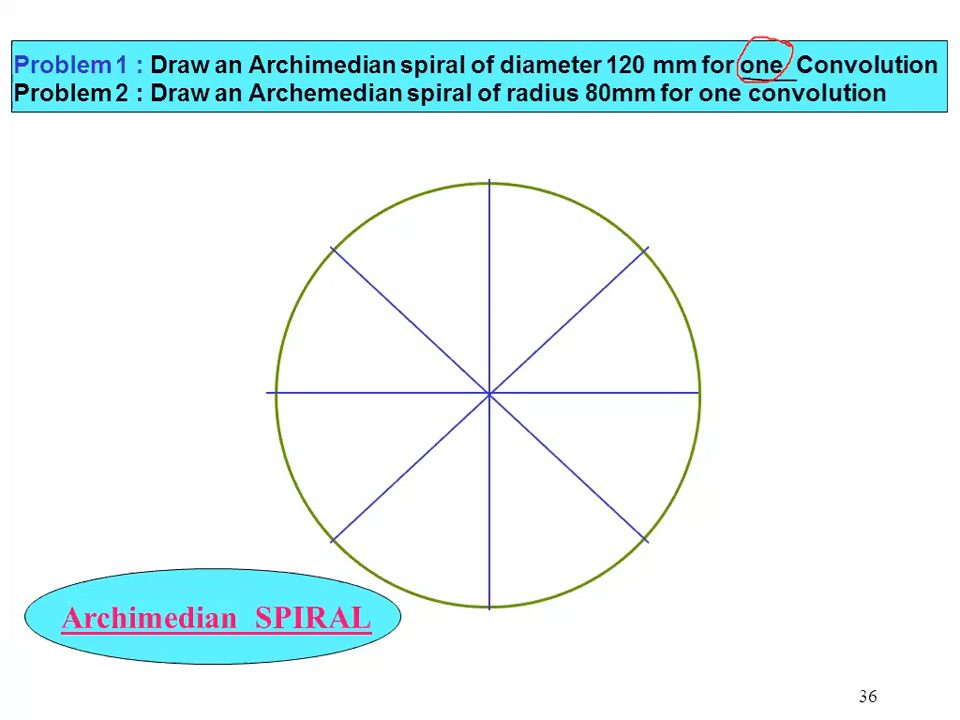 Problem 1 : Draw an Archimedian spiral of diameter 120 mm for one Convolution
Problem 2 : Draw an Archemedian spiral of radius 80mm for one convolution
Archimedian SPIRAL
36